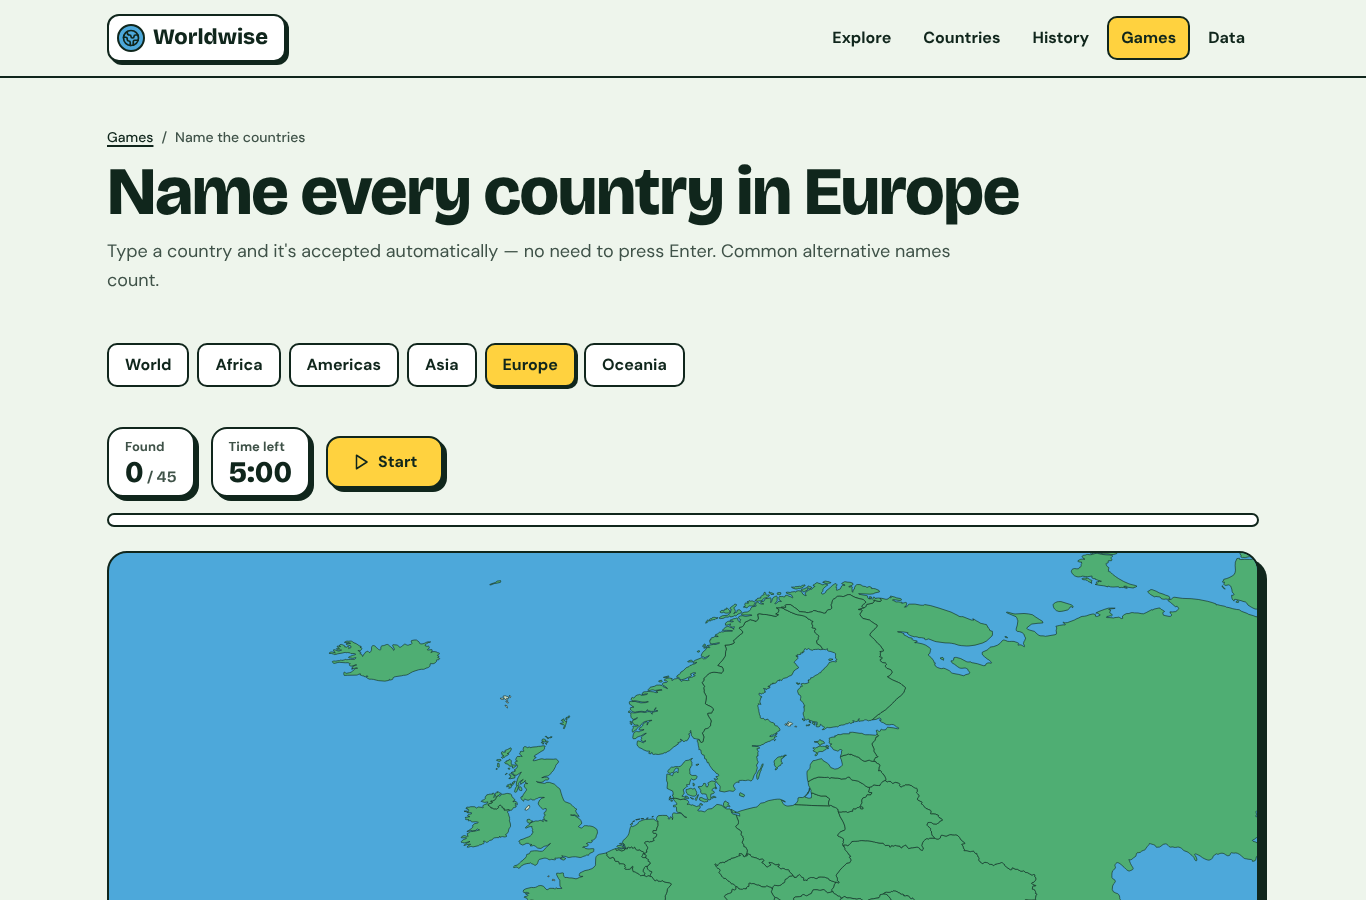 Worldwise
Explore
Countries
History
Games
Data
Games / Name the countries
Name every country in Europe
Type a country and it's accepted automatically — no need to press Enter. Common alternative names
count.
World
Africa
Americas
Asia
Europe
Oceania
Found
0 / 45
Time left
5:00
Start